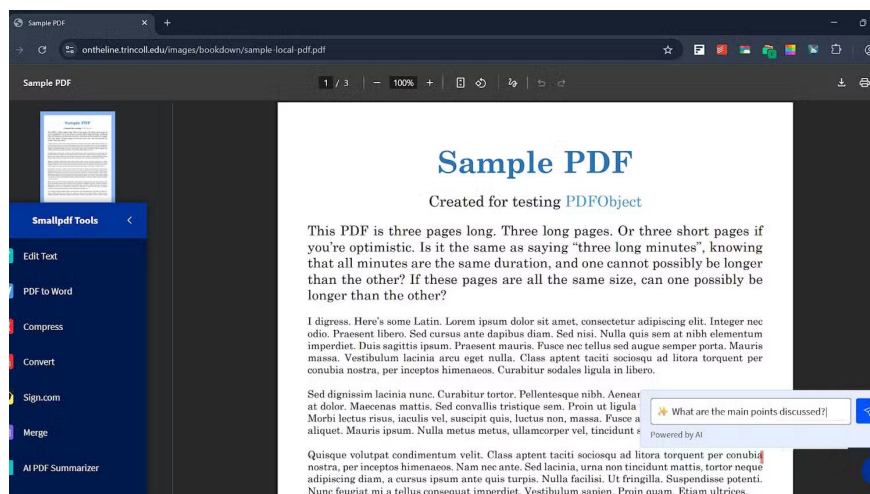 Sample PDF
ontheline.trincoll.edu/images/bookdown/sample-local-pdf.pdf
Sample PDF
1 / 3
100%
Smallpdf Tools
Edit Text
PDF to Word
Compress
Convert
Sign.com
Merge
AI PDF Summarizer
Sample PDF
Created for testing PDFObject
This PDF is three pages long. Three long pages. Or three short pages if
you're optimistic. Is it the same as saying “three long minutes”, knowing
that all minutes are the same duration, and one cannot possibly be longer
than the other? If these pages are all the same size, can one possibly be
longer than the other?
I digress. Here's some Latin. Lorem ipsum dolor sit amet, consectetur adipiscing elit. Integer nec
odio. Praesent libero. Sed cursus ante dapibus diam. Sed nisi. Nulla quis sem at nibh elementum
imperdiet. Duis sagittis ipsum. Praesent mauris. Fusce nec tellus sed augue semper porta. Mauris
massa. Vestibulum lacinia arcu eget nulla. Class aptent taciti sociosqu ad litora torquent per
conubia nostra, per inceptos himenaeos. Curabitur sodales ligula in libero.
Sed dignissim lacinia nunc. Curabitur tortor. Pellentesque nibh. Aenean
at dolor. Maecenas mattis. Sed convallis tristique sem. Proin ut ligula
Morbi lectus risus, iaculis vel, suscipit quis, luctus non, massa. Fusce a
aliquet. Mauris ipsum. Nulla metus metus, ullamcorper vel, tincidunt s
What are the main points discussed?
Powered by AI
Quisque volutpat condimentum velit. Class aptent taciti sociosqu ad litora torquent per conubia
nostra, per inceptos himenaeos. Nam nec ante. Sed lacinia, urna non tincidunt mattis, tortor neque
adipiscing diam, a cursus ipsum ante quis turpis. Nulla facilisi. Ut fringilla. Suspendisse potenti.
Nunc feugiat mi a tellus consequat imperdiet. Vestibulum sapien. Proin quam. Etiam ultrices.